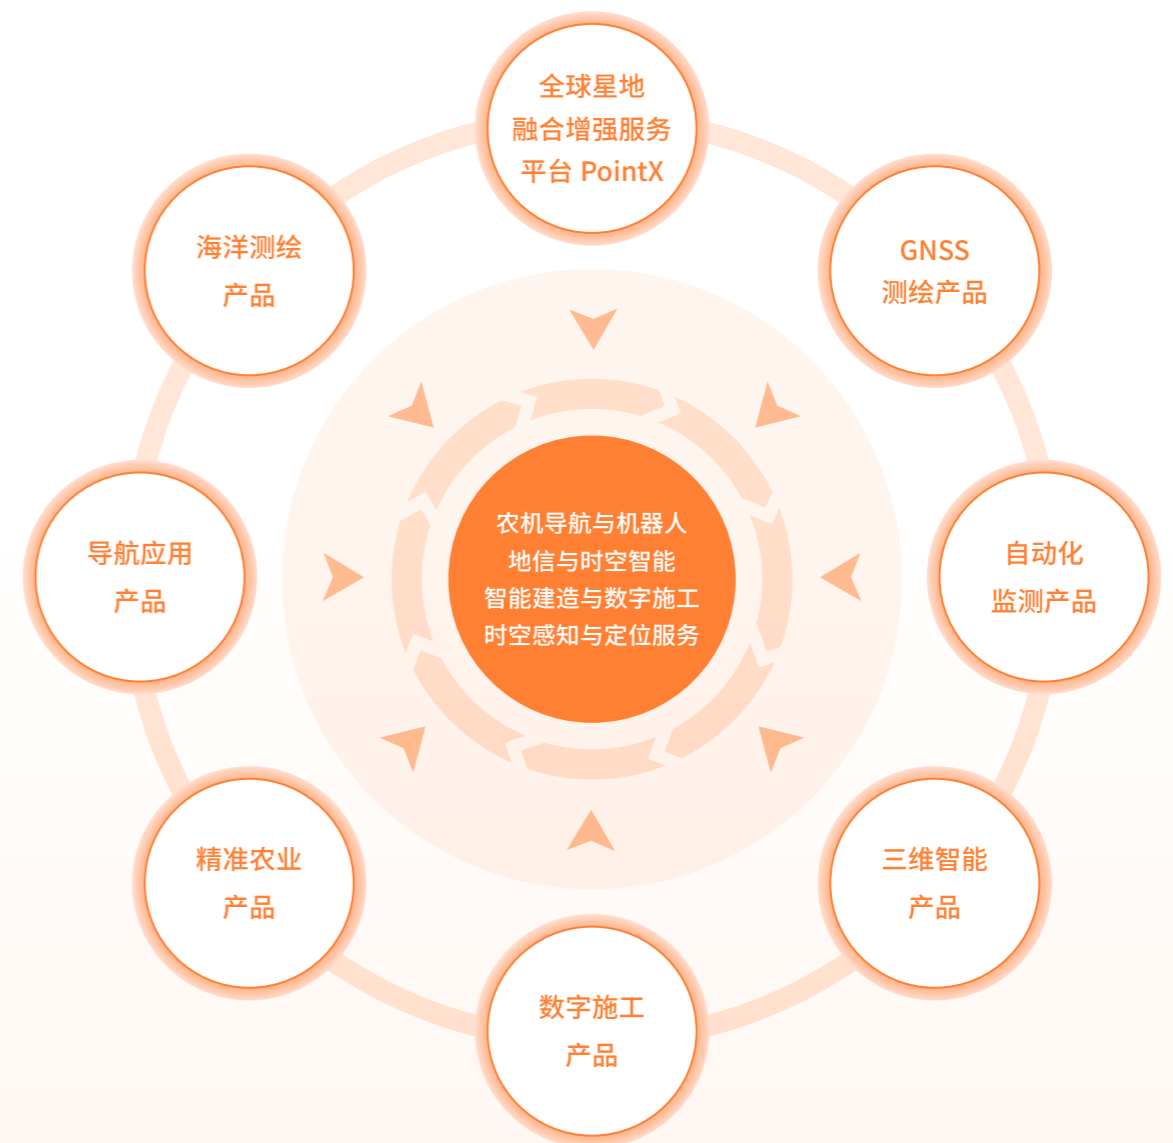 全球星地
融合增强服务
平台 PointX
GNSS
测绘产品
自动化
监测产品
三维智能
产品
数字施工
产品
精准农业
产品
导航应用
产品
海洋测绘
产品
农机导航与机器人
地信与时空智能
智能建造与数字施工
时空感知与定位服务